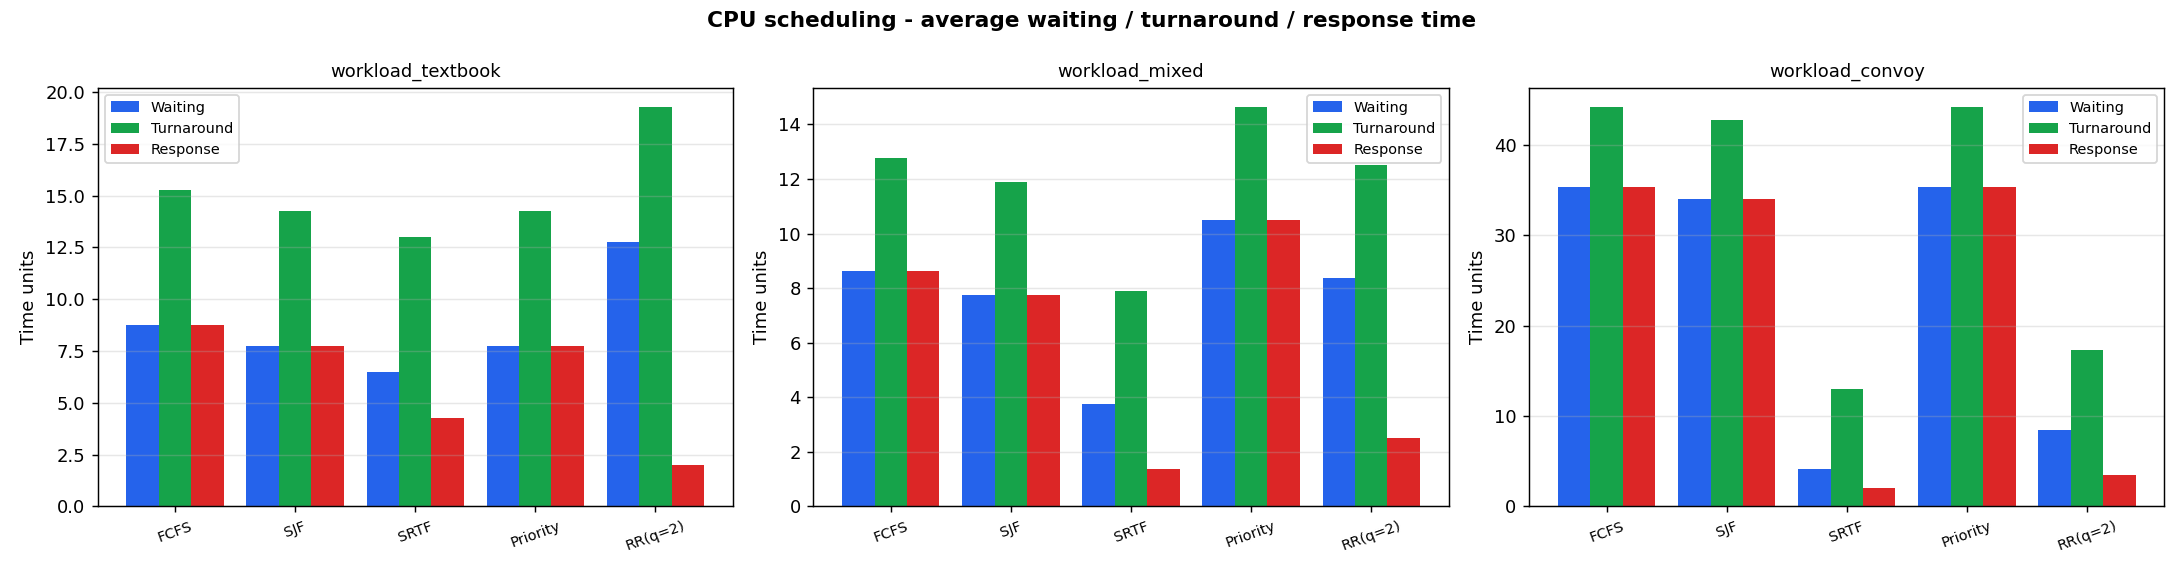 CPU scheduling - average waiting / turnaround / response time
workload_textbook
Time units
20.0
17.5
15.0
12.5
10.0
7.5
5.0
2.5
0.0
Waiting
Turnaround
Response
FCFS
SJF
SRTF
Priority
RR(q=2)
workload_mixed
Time units
14
12
10
8
6
4
2
0
Waiting
Turnaround
Response
FCFS
SJF
SRTF
Priority
RR(q=2)
workload_convoy
Time units
40
30
20
10
0
Waiting
Turnaround
Response
FCFS
SJF
SRTF
Priority
RR(q=2)